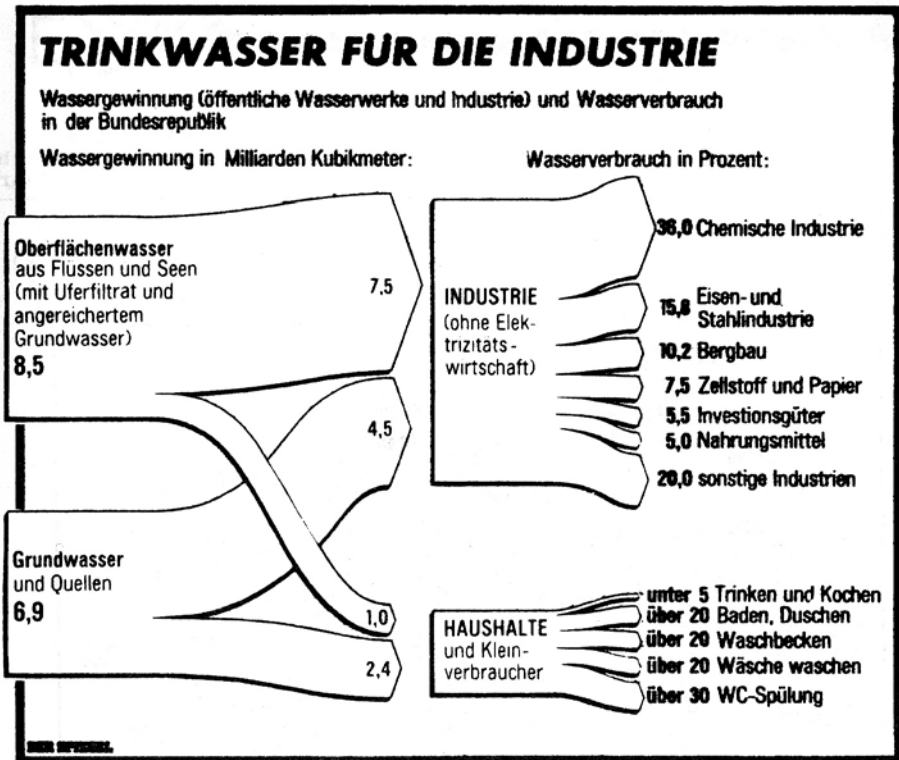 TRINKWASSER FÜR DIE INDUSTRIE
Wassergewinnung (öffentliche Wasserwerke und Industrie) und Wasserverbrauch
in der Bundesrepublik
Wassergewinnung in Milliarden Kubikmeter:
Wasserverbrauch in Prozent:
Oberflächenwasser
aus Flüssen und Seen
(mit Uferfiltrat und
angereichertem
Grundwasser)
8,5
7,5
4,5
Grundwasser
und Quellen
6,9
1,0
2,4
INDUSTRIE
(ohne Elek-
trizitäts-
wirtschaft)
36,0 Chemische Industrie
15,8 Eisen- und
Stahlindustrie
10,2 Bergbau
7,5 Zellstoff und Papier
5,5 Investionsgüter
5,0 Nahrungsmittel
20,0 sonstige Industrien
HAUSHALTE
und Klein-
verbraucher
unter 5 Trinken und Kochen
über 20 Baden, Duschen
über 20 Waschbecken
über 20 Wäsche waschen
über 30 WC-Spülung
DER SPIEGEL